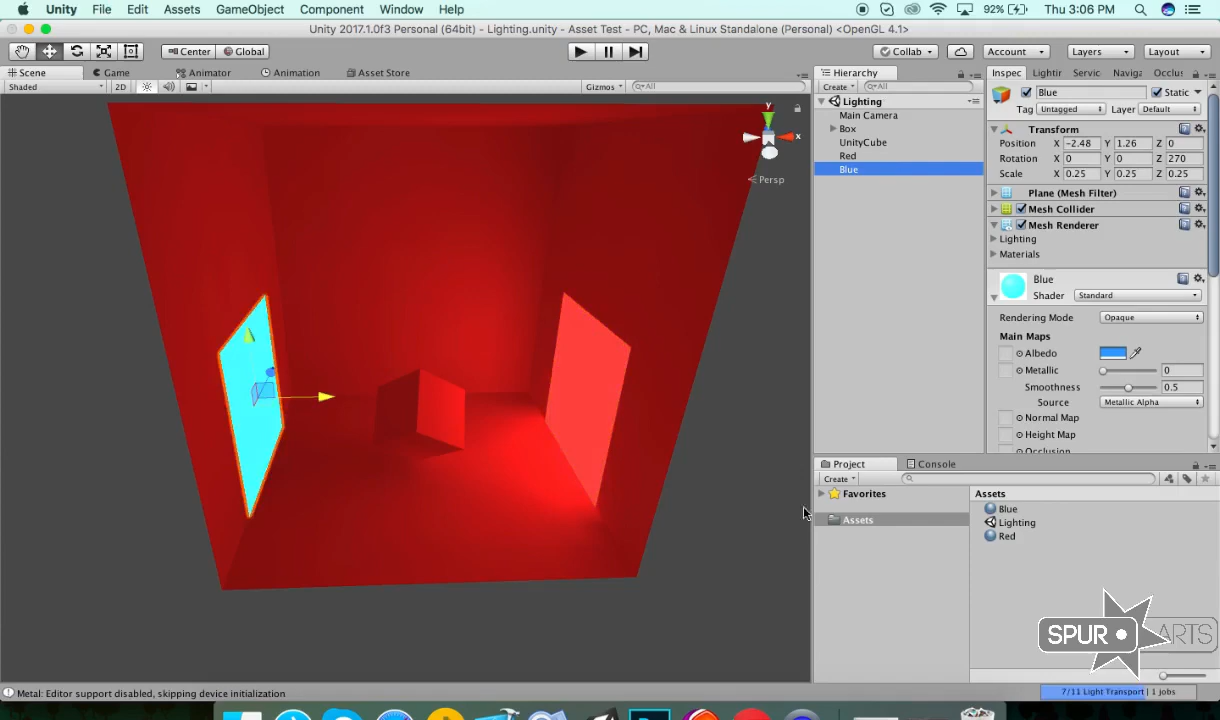 Unity File Edit Assets GameObject Component Window Help 92% Thu 3:06 PM
Unity 2017.1.0f3 Personal (64bit) - Lighting.unity - Asset Test - PC, Mac & Linux Standalone (Personal) <OpenGL 4.1>
Center Global Collab Account Layers Layout
Scene Game Animator Animation Asset Store
Shaded 2D Gizmos All
y
x
Persp
Hierarchy
Create All
Lighting
Main Camera
Box
UnityCube
Red
Blue
Inspec Lightin Servic Naviga Occlus
Blue Static
Tag Untagged Layer Default
Transform
Position X -2.48 Y 1.26 Z 0
Rotation X 0 Y 0 Z 270
Scale X 0.25 Y 0.25 Z 0.25
Plane (Mesh Filter)
Mesh Collider
Mesh Renderer
Lighting
Materials
Blue
Shader Standard
Rendering Mode Opaque
Main Maps
Albedo
Metallic 0
Smoothness 0.5
Source Metallic Alpha
Normal Map
Height Map
Occlusion
Project Console
Create
Favorites
Assets
Assets
Blue
Lighting
Red
SPUR ARTS
Metal: Editor support disabled, skipping device initialization
7/11 Light Transport | 1 jobs